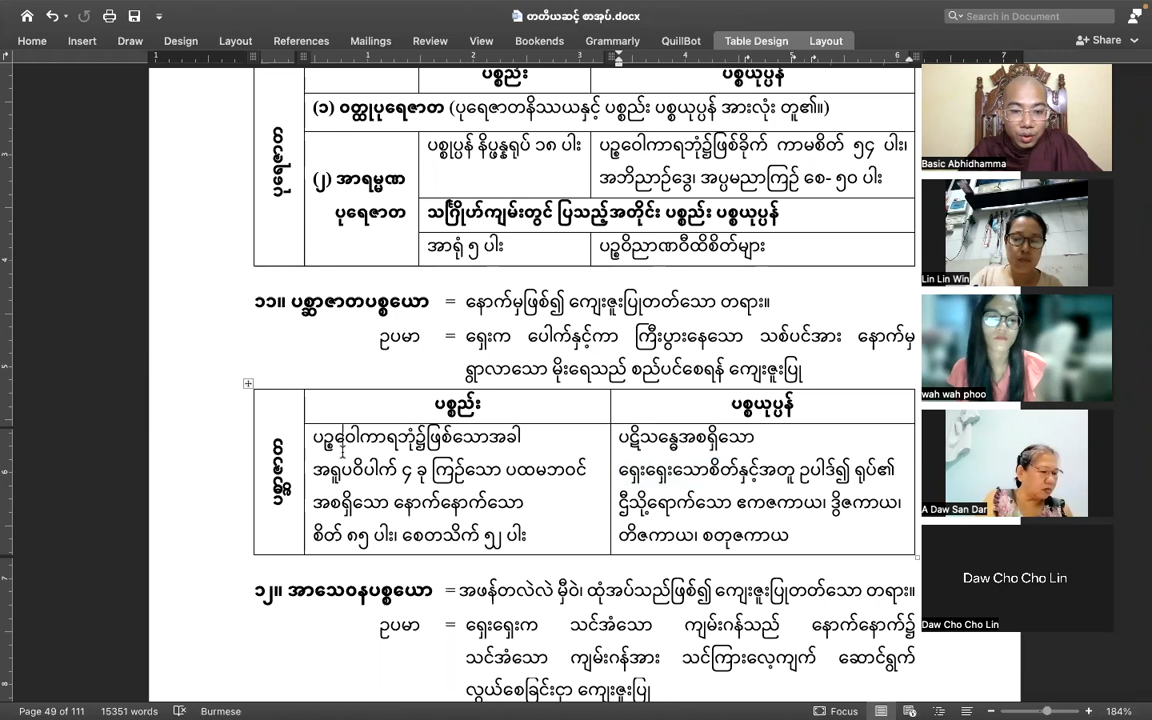 တတိယဆင့် စာအုပ်.docx
Search in Document
Home Insert Draw Design Layout References Mailings Review View Bookends Grammarly QuillBot Table Design Layout
Share
1 1 2 4 5 6 7
ပစ္စည်း ပစ္စယုပ္ပန်
ပုရေဇာတ
(၁) ဝတ္ထုပုရေဇာတ (ပုရေဇာတနိဿယနှင့် ပစ္စည်း ပစ္စယုပ္ပန် အားလုံး တူ၏။)
(၂) အာရမ္မဏ
ပုရေဇာတ
ပစ္စုပ္ပန် နိပ္ဖန္နရုပ် ၁၈ ပါး
ပဉ္စဝေါကာရဘုံ၌ဖြစ်ခိုက် ကာမစိတ် ၅၄ ပါး၊
အဘိညာဉ်ဒွေ၊ အပ္ပမညာကြဉ် စေ- ၅၀ ပါး
သင်္ဂြိုဟ်ကျမ်းတွင် ပြသည့်အတိုင်း ပစ္စည်း ပစ္စယုပ္ပန်
အာရုံ ၅ ပါး
ပဉ္စဝိညာဏဝီထိစိတ်များ
၁၁။ ပစ္ဆာဇာတပစ္စယော = နောက်မှဖြစ်၍ ကျေးဇူးပြုတတ်သော တရား။
ဥပမာ = ရှေးက ပေါက်နှင့်ကာ ကြီးပွားနေသော သစ်ပင်အား နောက်မှ
ရွာလာသော မိုးရေသည် စည်ပင်စေရန် ကျေးဇူးပြု
ပစ္စည်း ပစ္စယုပ္ပန်
ပစ္ဆာဇာတ
ပဉ္စဝေါကာရဘုံ၌ဖြစ်သောအခါ
အရူပဝိပါက် ၄ ခု ကြဉ်သော ပထမဘဝင်
အစရှိသော နောက်နောက်သော
စိတ် ၈၅ ပါး၊ စေတသိက် ၅၂ ပါး
ပဋိသန္ဓေအစရှိသော
ရှေးရှေးသောစိတ်နှင့်အတူ ဥပါဒ်၍ ရုပ်၏
ဌီသို့ရောက်သော ဧကဇကာယ၊ ဒွိဇကာယ၊
တိဇကာယ၊ စတုဇကာယ
၁၂။ အာသေဝနပစ္စယော = အဖန်တလဲလဲ မှီဝဲ၊ ထုံအပ်သည်ဖြစ်၍ ကျေးဇူးပြုတတ်သော တရား။
ဥပမာ = ရှေးရှေးက သင်အံသော ကျမ်းဂန်သည် နောက်နောက်၌
သင်အံသော ကျမ်းဂန်အား သင်ကြားလေ့ကျက် ဆောင်ရွက်
လွယ်စေခြင်းငှာ ကျေးဇူးပြု
Basic Abhidhamma
Lin Lin Win
wah wah phoo
A Daw San Dar
Daw Cho Cho Lin
Daw Cho Cho Lin
Page 49 of 111 15351 words Burmese Focus 184%